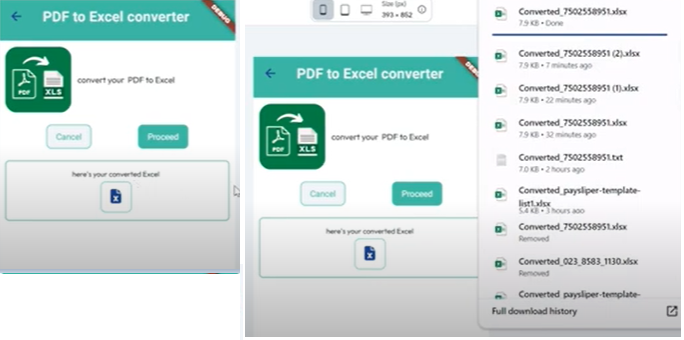 PDF to Excel converter
DEBUG
PDF
XLS
convert your PDF to Excel
Cancel
Proceed
here's your converted Excel
X
Size (px)
393 × 852
PDF to Excel converter
PDF
XLS
convert your PDF to Excel
Cancel
Proceed
here's your converted Excel
X
Converted_7502558951.xlsx
7.9 KB • Done
Converted_7502558951 (2).xlsx
7.9 KB • 7 minutes ago
Converted_7502558951 (1).xlsx
7.9 KB • 22 minutes ago
Converted_7502558951.xlsx
7.9 KB • 32 minutes ago
Converted_7502558951.txt
7.0 KB • 2 hours ago
Converted_paysliper-template-
list1.xlsx
5.4 KB • 3 hours ago
Converted_7502558951.xlsx
Removed
Converted_023_8583_1130.xlsx
Removed
Converted_paysliper-template-
Full download history